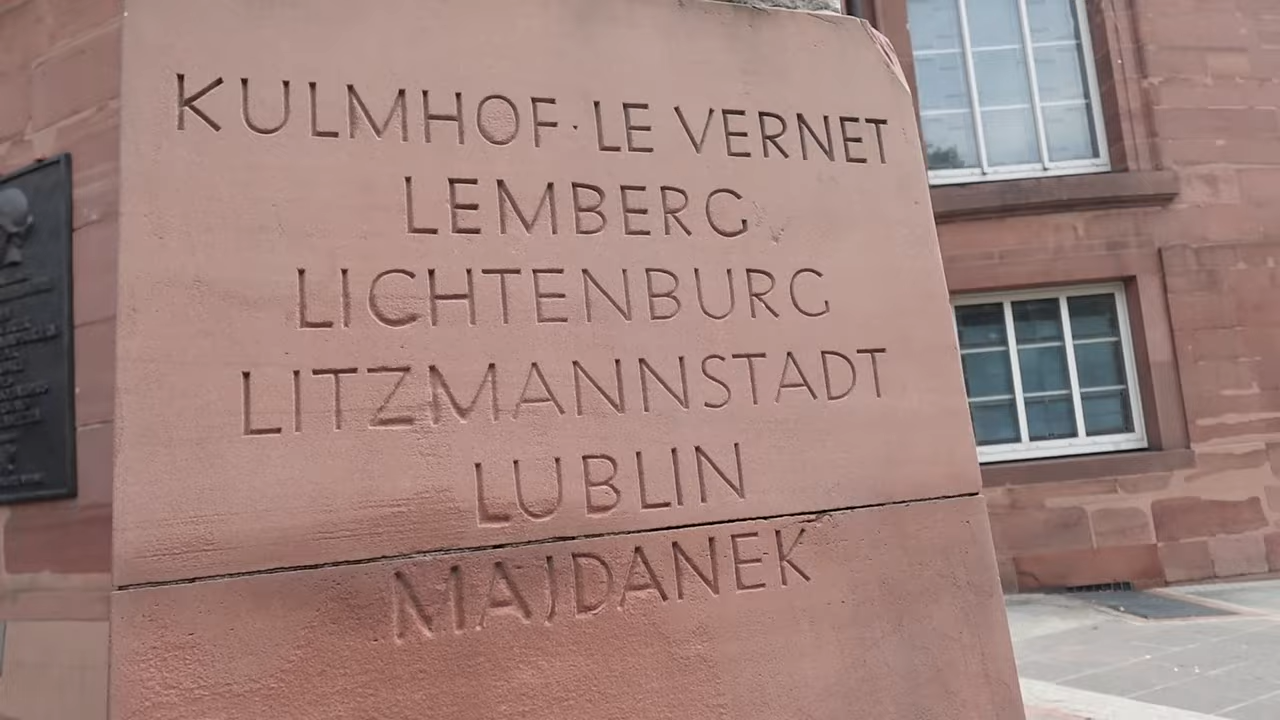 KULMHOF·LE VERNET
LEMBERG
LICHTENBURG
LITZMANNSTADT
LUBLIN
MAJDANEK